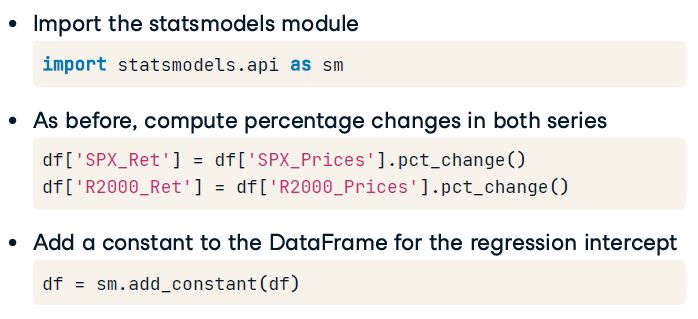 • Import the statsmodels module
import statsmodels.api as sm
• As before, compute percentage changes in both series
df['SPX_Ret'] = df['SPX_Prices'].pct_change()
df['R2000_Ret'] = df['R2000_Prices'].pct_change()
• Add a constant to the DataFrame for the regression intercept
df = sm.add_constant(df)